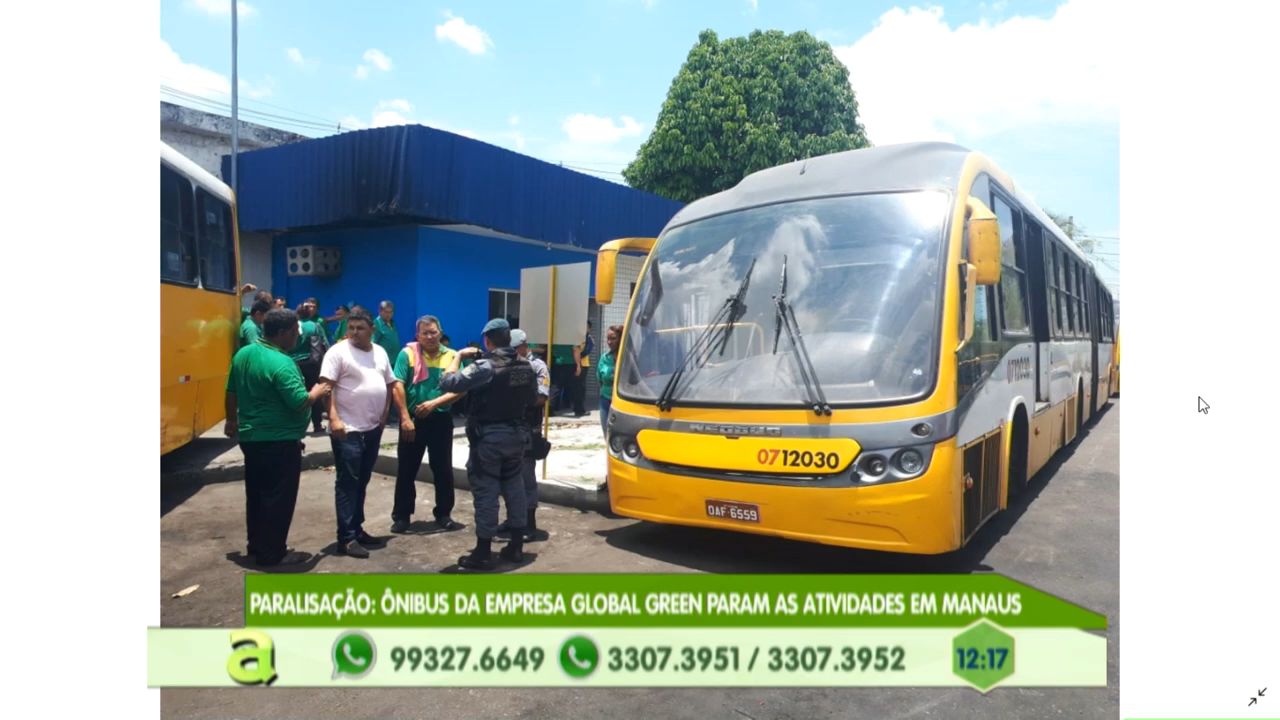 0712030
0712030
OAF 6559
PARALISAÇÃO: ÔNIBUS DA EMPRESA GLOBAL GREEN PARAM AS ATIVIDADES EM MANAUS
a
99327.6649
3307.3951 / 3307.3952
12:17